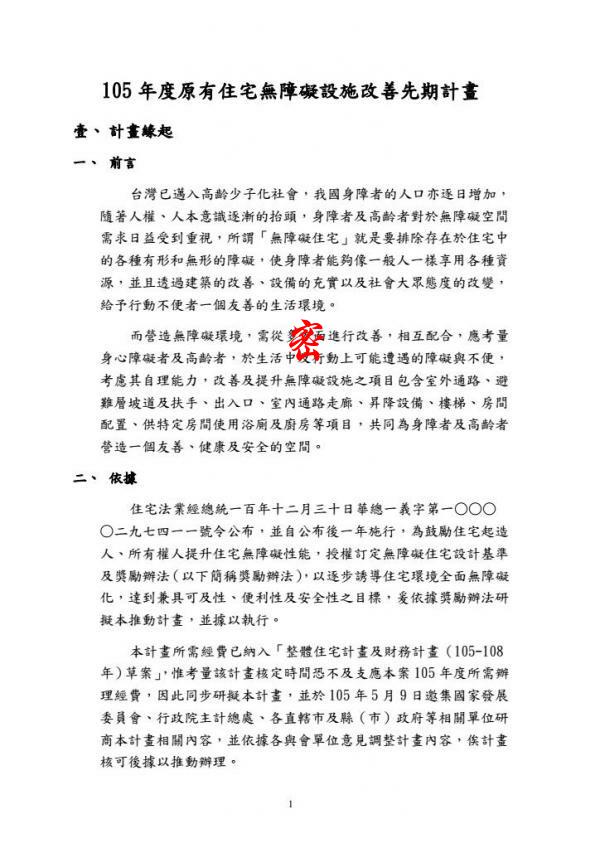 105 年度原有住宅無障礙設施改善先期計畫
壹、 計畫緣起
一、 前言
台灣已邁入高齡少子化社會，我國身障者的人口亦逐日增加，
隨著人權、人本意識逐漸的抬頭，身障者及高齡者對於無障礙空間
需求日益受到重視，所謂「無障礙住宅」就是要排除存在於住宅中
的各種有形和無形的障礙，使身障者能夠像一般人一樣享用各種資
源，並且透過建築的改善、設備的充實以及社會大眾態度的改變，
給予行動不便者一個友善的生活環境。
而營造無障礙環境，需從多 面進行改善，相互配合，應考量
密
身心障礙者及高齡者，於生活中及行動上可能遭遇的障礙與不便，
考慮其自理能力，改善及提升無障礙設施之項目包含室外通路、避
難層坡道及扶手、出入口、室內通路走廊、昇降設備、樓梯、房間
配置、供特定房間使用浴廁及廚房等項目，共同為身障者及高齡者
營造一個友善、健康及安全的空間。
二、 依據
住宅法業經總統一百年十二月三十日華總一義字第一○○○
○二九七四一一號令公布，並自公布後一年施行，為鼓勵住宅起造
人、所有權人提升住宅無障礙性能，授權訂定無障礙住宅設計基準
及獎勵辦法（以下簡稱獎勵辦法），以逐步誘導住宅環境全面無障礙
化，達到兼具可及性、便利性及安全性之目標，爰依據獎勵辦法研
擬本推動計畫，並據以執行。
本計畫所需經費已納入「整體住宅計畫及財務計畫（105-108
年）草案」，惟考量該計畫核定時間恐不及支應本案 105 年度所需辦
理經費，因此同步研擬本計畫，並於 105 年 5 月 9 日邀集國家發展
委員會、行政院主計總處、各直轄市及縣（市）政府等相關單位研
商本計畫相關內容，並依據各與會單位意見調整計畫內容，俟計畫
核可後據以推動辦理。
1